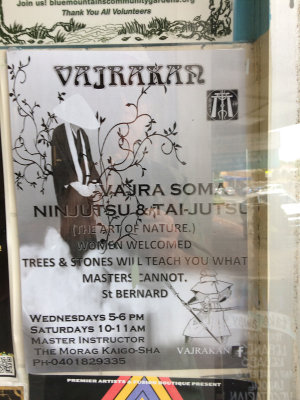 Join us! bluemountainscommunitygardens.org
Thank You All Volunteers
VAJRAKAN
VAJRA SOMA
NINJUTSU & TAI-JUTSU
(THE ART OF NATURE.)
WOMEN WELCOMED
TREES & STONES WILL TEACH YOU WHAT
MASTERS CANNOT.
St BERNARD
WEDNESDAYS 5-6 PM
SATURDAYS 10-11AM
MASTER INSTRUCTOR
THE MORAG KAIGO-SHA
PH-0401829335
VAJRAKAN f
PREMIER ARTISTS & BOUTIQUE PRESENT